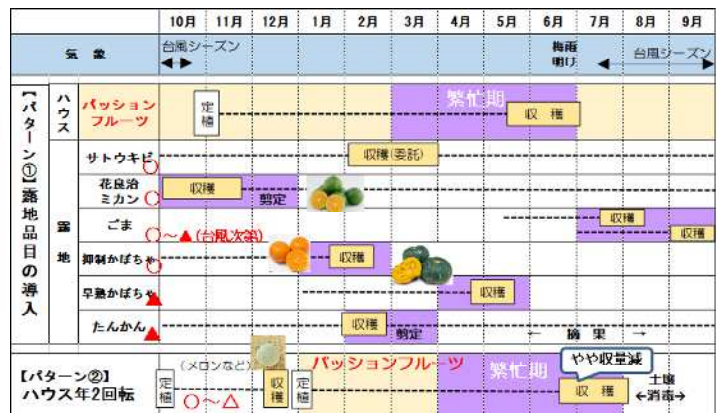 10月 11月 12月 1月 2月 3月 4月 5月 6月 7月 8月 9月
気 象
台風シーズン
梅雨
明け
台風シーズン
【パターン①】露地品目の導入
ハウス
パッション
フルーツ
定植
繁忙期
収 穫
露地
サトウキビ
○
収穫(委託)
花良治
ミカン
○
収穫
剪定
ごま
○～▲(台風次第)
収穫
収穫
抑制かぼちゃ
○
収穫
早熟かぼちゃ
▲
収穫
たんかん
▲
収穫
剪定
← 摘 果 →
【パターン②】
ハウス年2回転
定植
(メロンなど)
○～△
収穫
定植
パッションフルーツ
繁忙期
やや収量減
収 穫
土壌
←消毒→